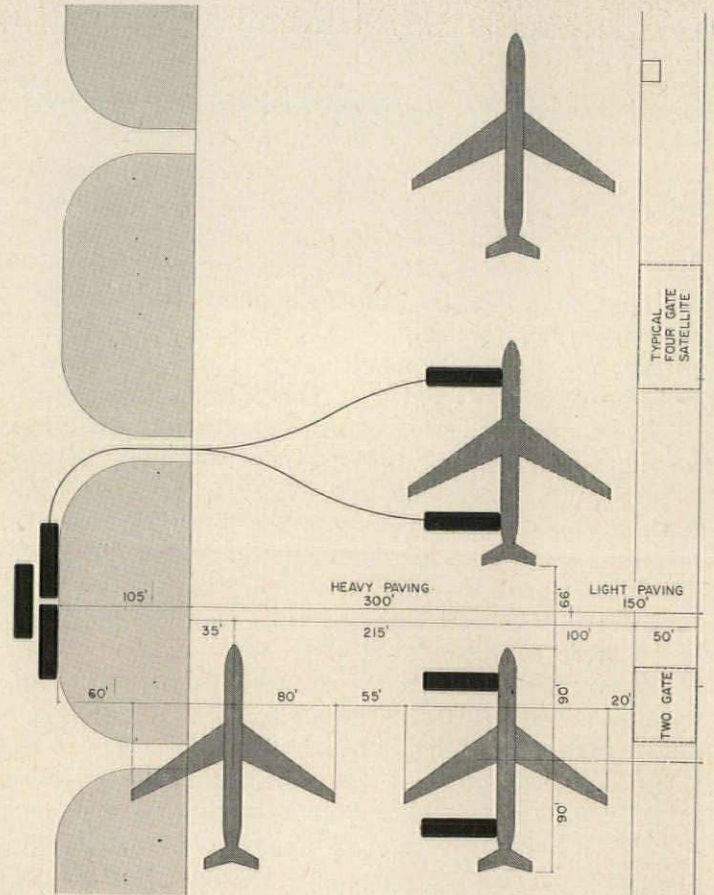 TYPICAL
FOUR GATE
SATELLITE
HEAVY PAVING
LIGHT PAVING
105'
300'
66'
150'
35'
215'
100'
50'
60'
80'
55'
90'
20'
TWO GATE
90'